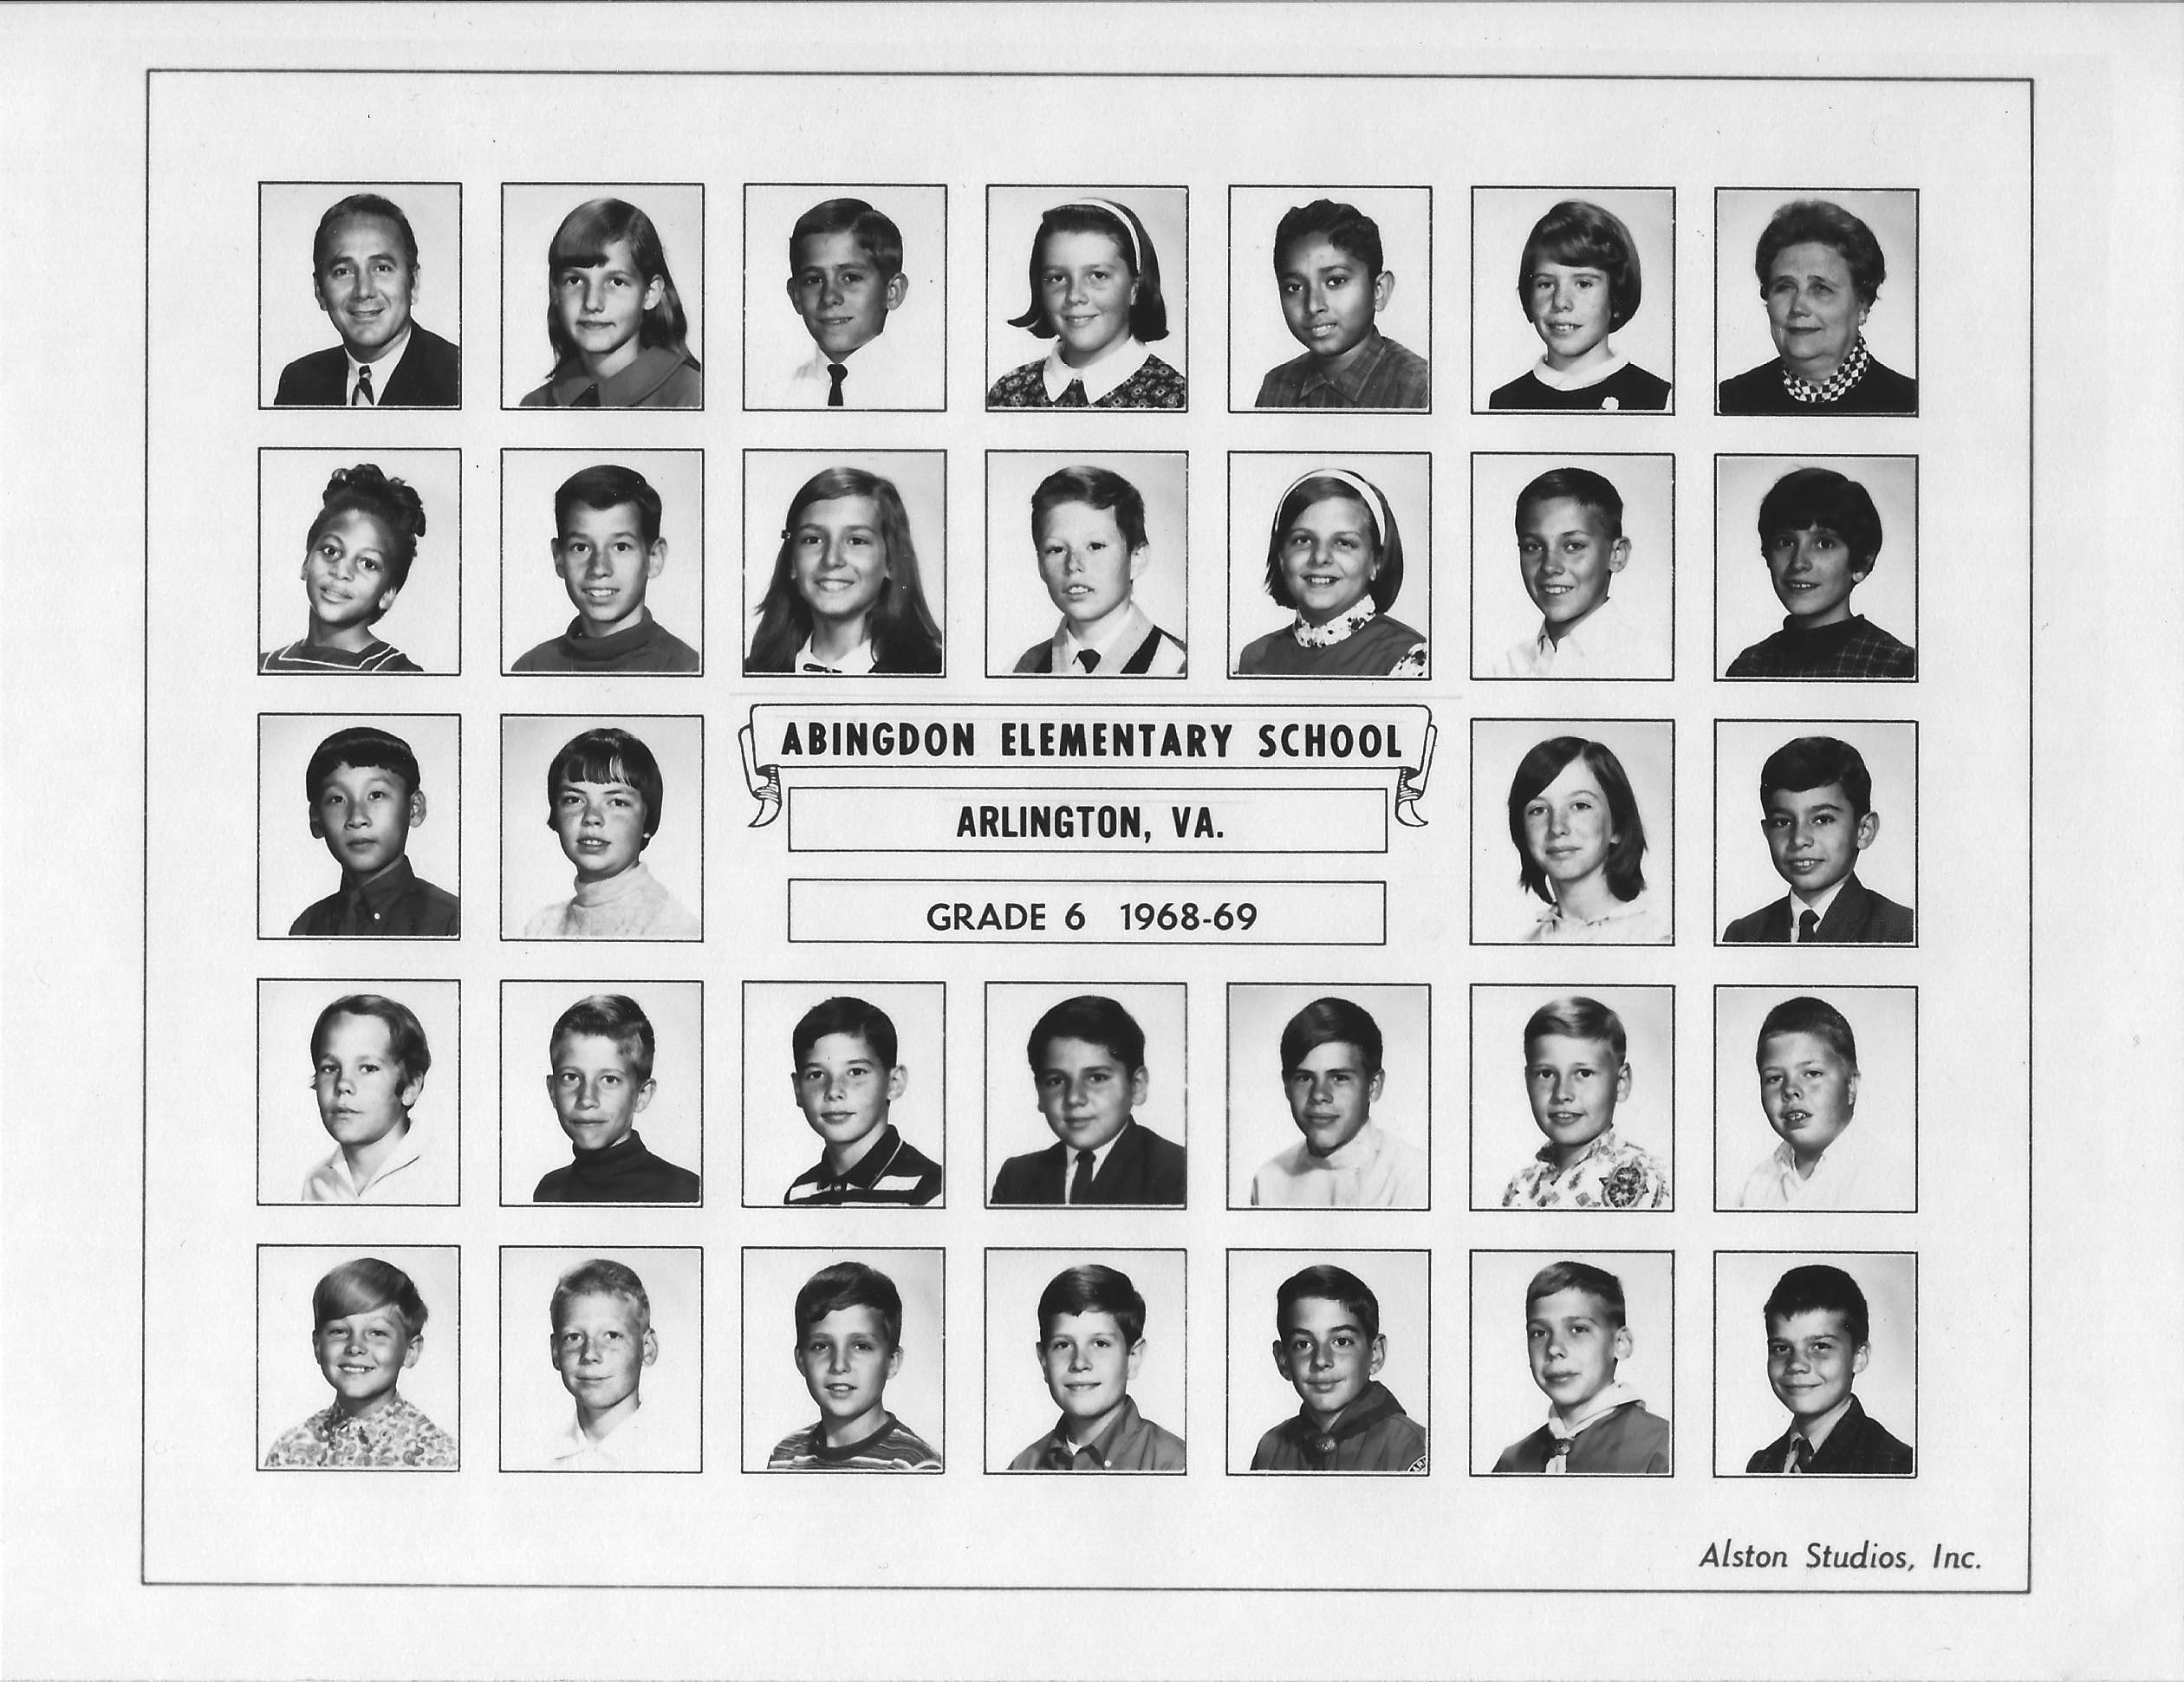 ABINGDON ELEMENTARY SCHOOL
ARLINGTON, VA.
GRADE 6 1968-69
Alston Studios, Inc.